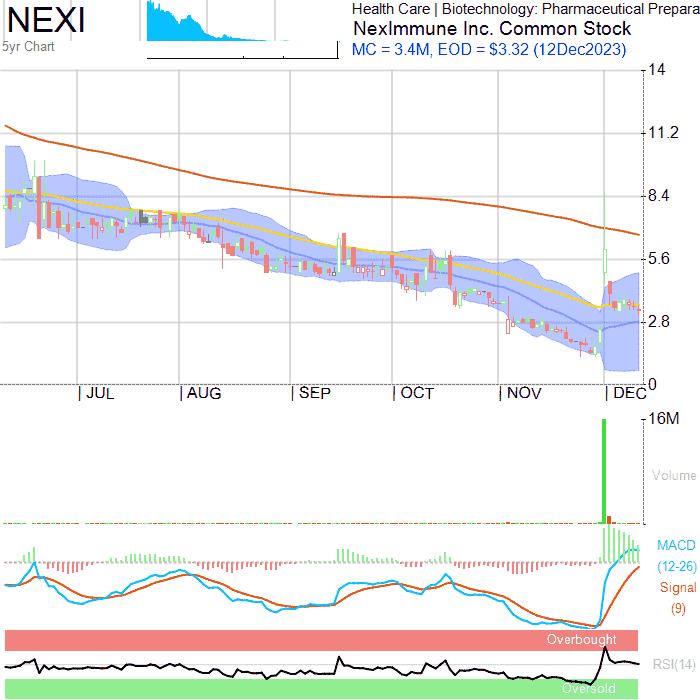 NEXI
5yr Chart
Health Care | Biotechnology: Pharmaceutical Prepara
NexImmune Inc. Common Stock
MC = 3.4M, EOD = $3.32 (12Dec2023)
14
11.2
8.4
5.6
2.8
0
| JUL | AUG | SEP | OCT | NOV | DEC
16M
Volume
MACD
(12-26)
Signal
(9)
Overbought
RSI(14)
Oversold